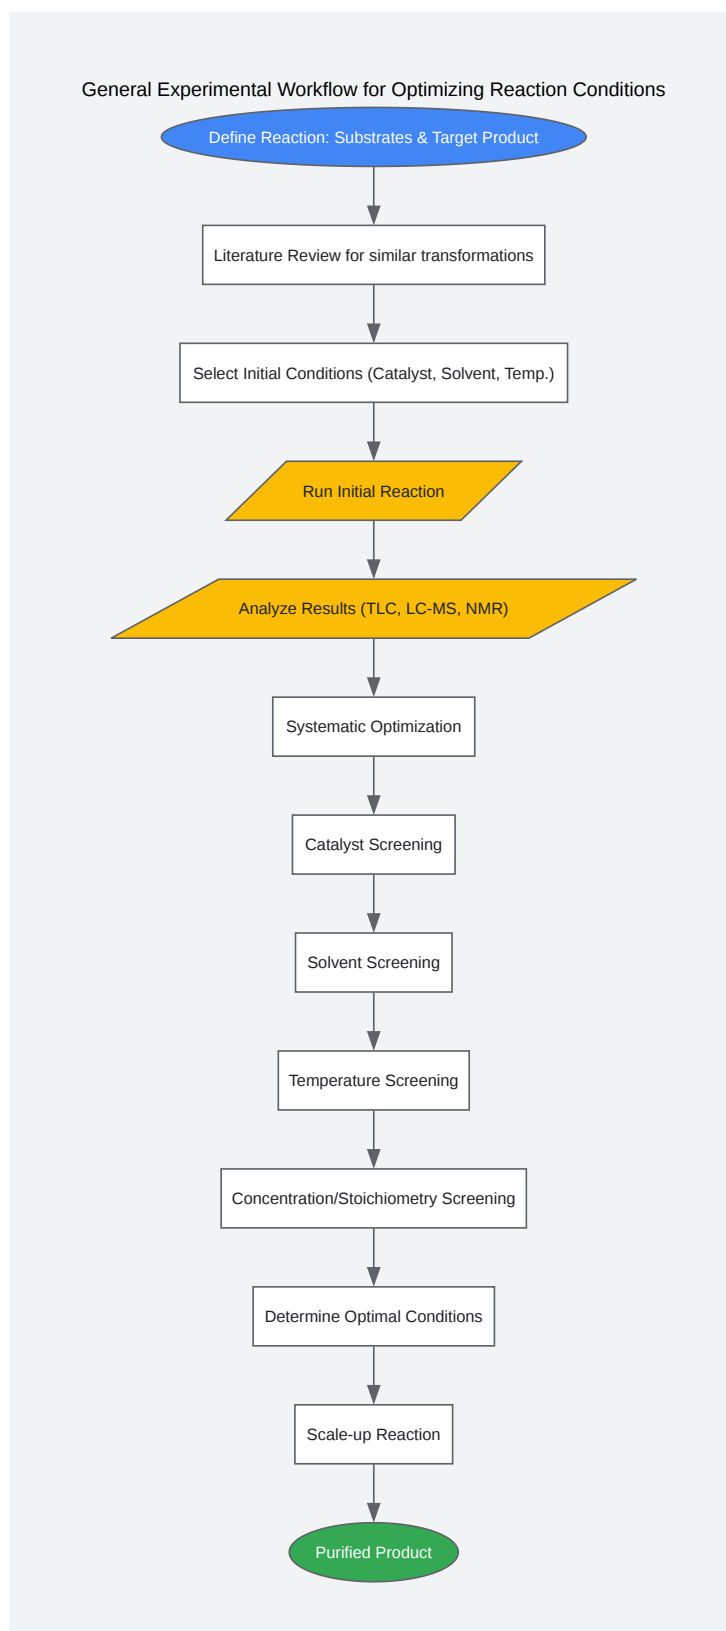 General Experimental Workflow for Optimizing Reaction Conditions
Define Reaction: Substrates & Target Product
Literature Review for similar transformations
Select Initial Conditions (Catalyst, Solvent, Temp.)
Run Initial Reaction
Analyze Results (TLC, LC-MS, NMR)
Systematic Optimization
Catalyst Screening
Solvent Screening
Temperature Screening
Concentration/Stoichiometry Screening
Determine Optimal Conditions
Scale-up Reaction
Purified Product